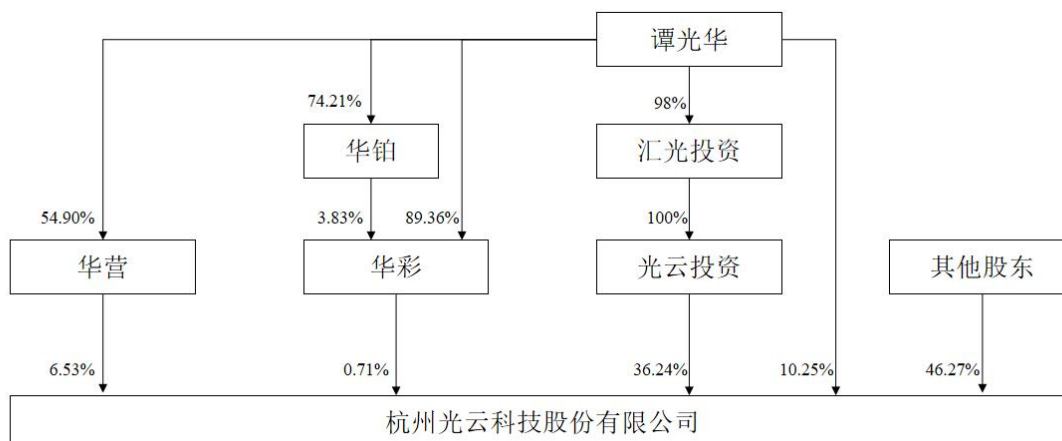 谭光华
74.21%
98%
华铂
汇光投资
54.90%
3.83%
89.36%
100%
华营
华彩
光云投资
其他股东
6.53%
0.71%
36.24%
10.25%
46.27%
杭州光云科技股份有限公司